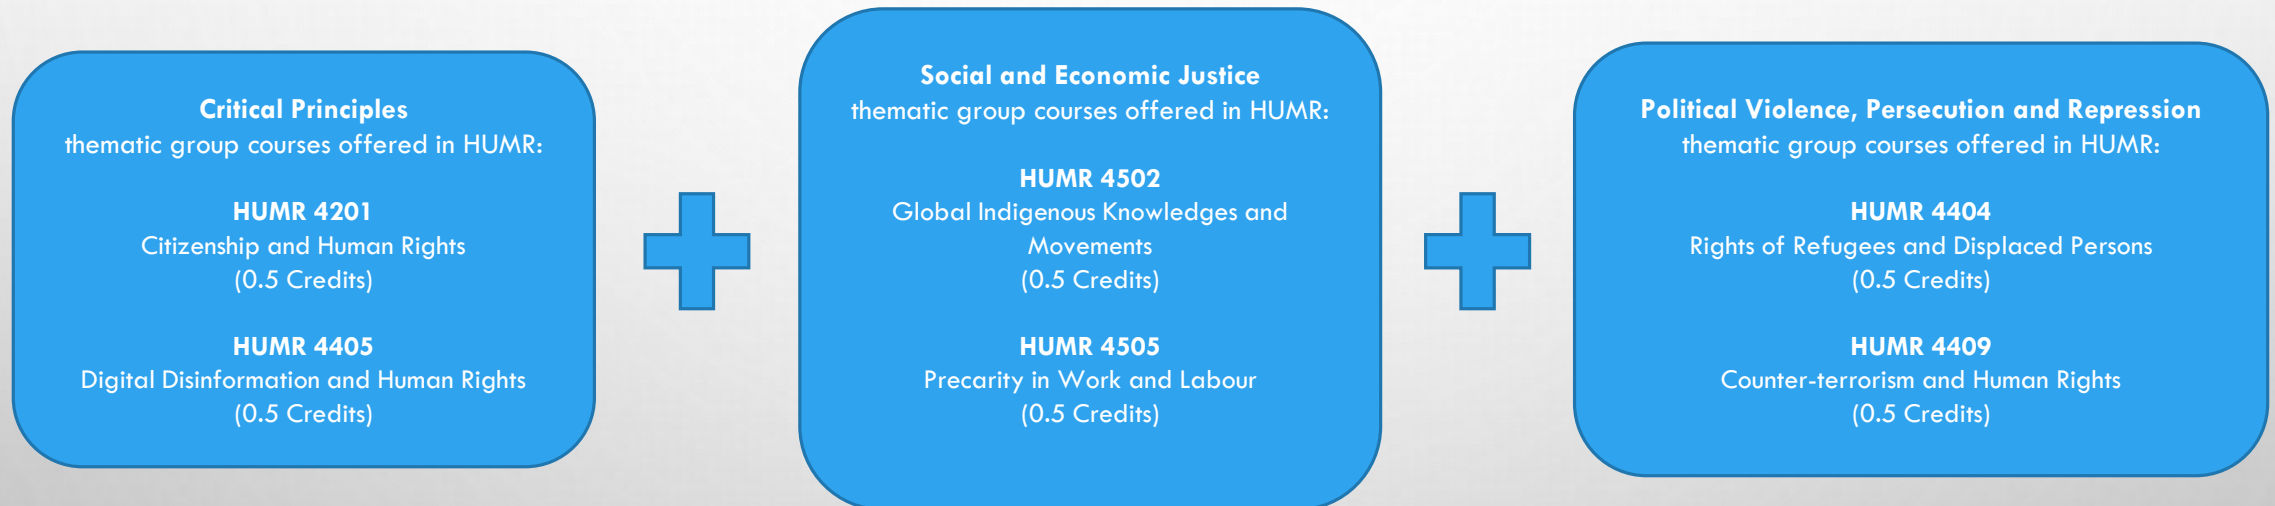 Critical Principles
thematic group courses offered in HUMR:
HUMR 4201
Citizenship and Human Rights
(0.5 Credits)
HUMR 4405
Digital Disinformation and Human Rights
(0.5 Credits)
Social and Economic Justice
thematic group courses offered in HUMR:
HUMR 4502
Global Indigenous Knowledges and
Movements
(0.5 Credits)
HUMR 4505
Precarity in Work and Labour
(0.5 Credits)
Political Violence, Persecution and Repression
thematic group courses offered in HUMR:
HUMR 4404
Rights of Refugees and Displaced Persons
(0.5 Credits)
HUMR 4409
Counter-terrorism and Human Rights
(0.5 Credits)